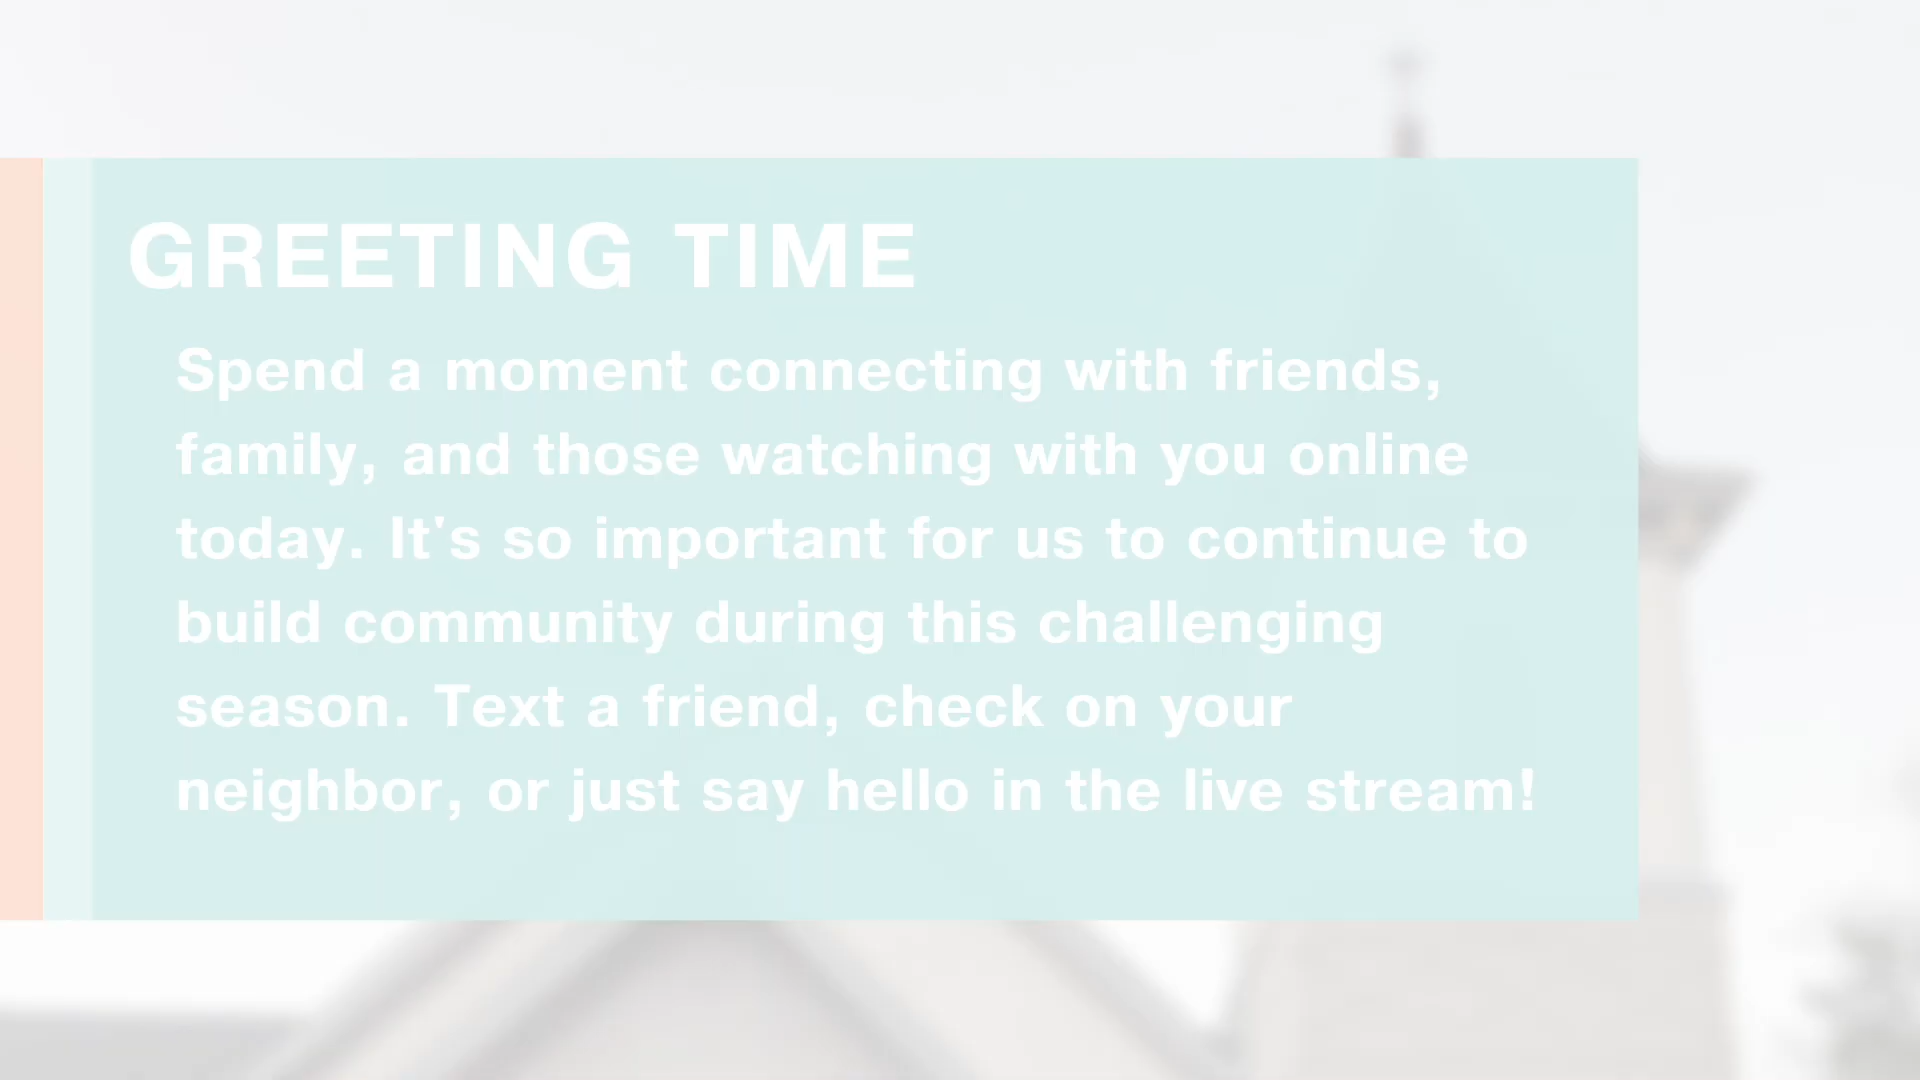 GREETING TIME
Spend a moment connecting with friends,
family, and those watching with you online
today. It's so important for us to continue to
build community during this challenging
season. Text a friend, check on your
neighbor, or just say hello in the live stream!